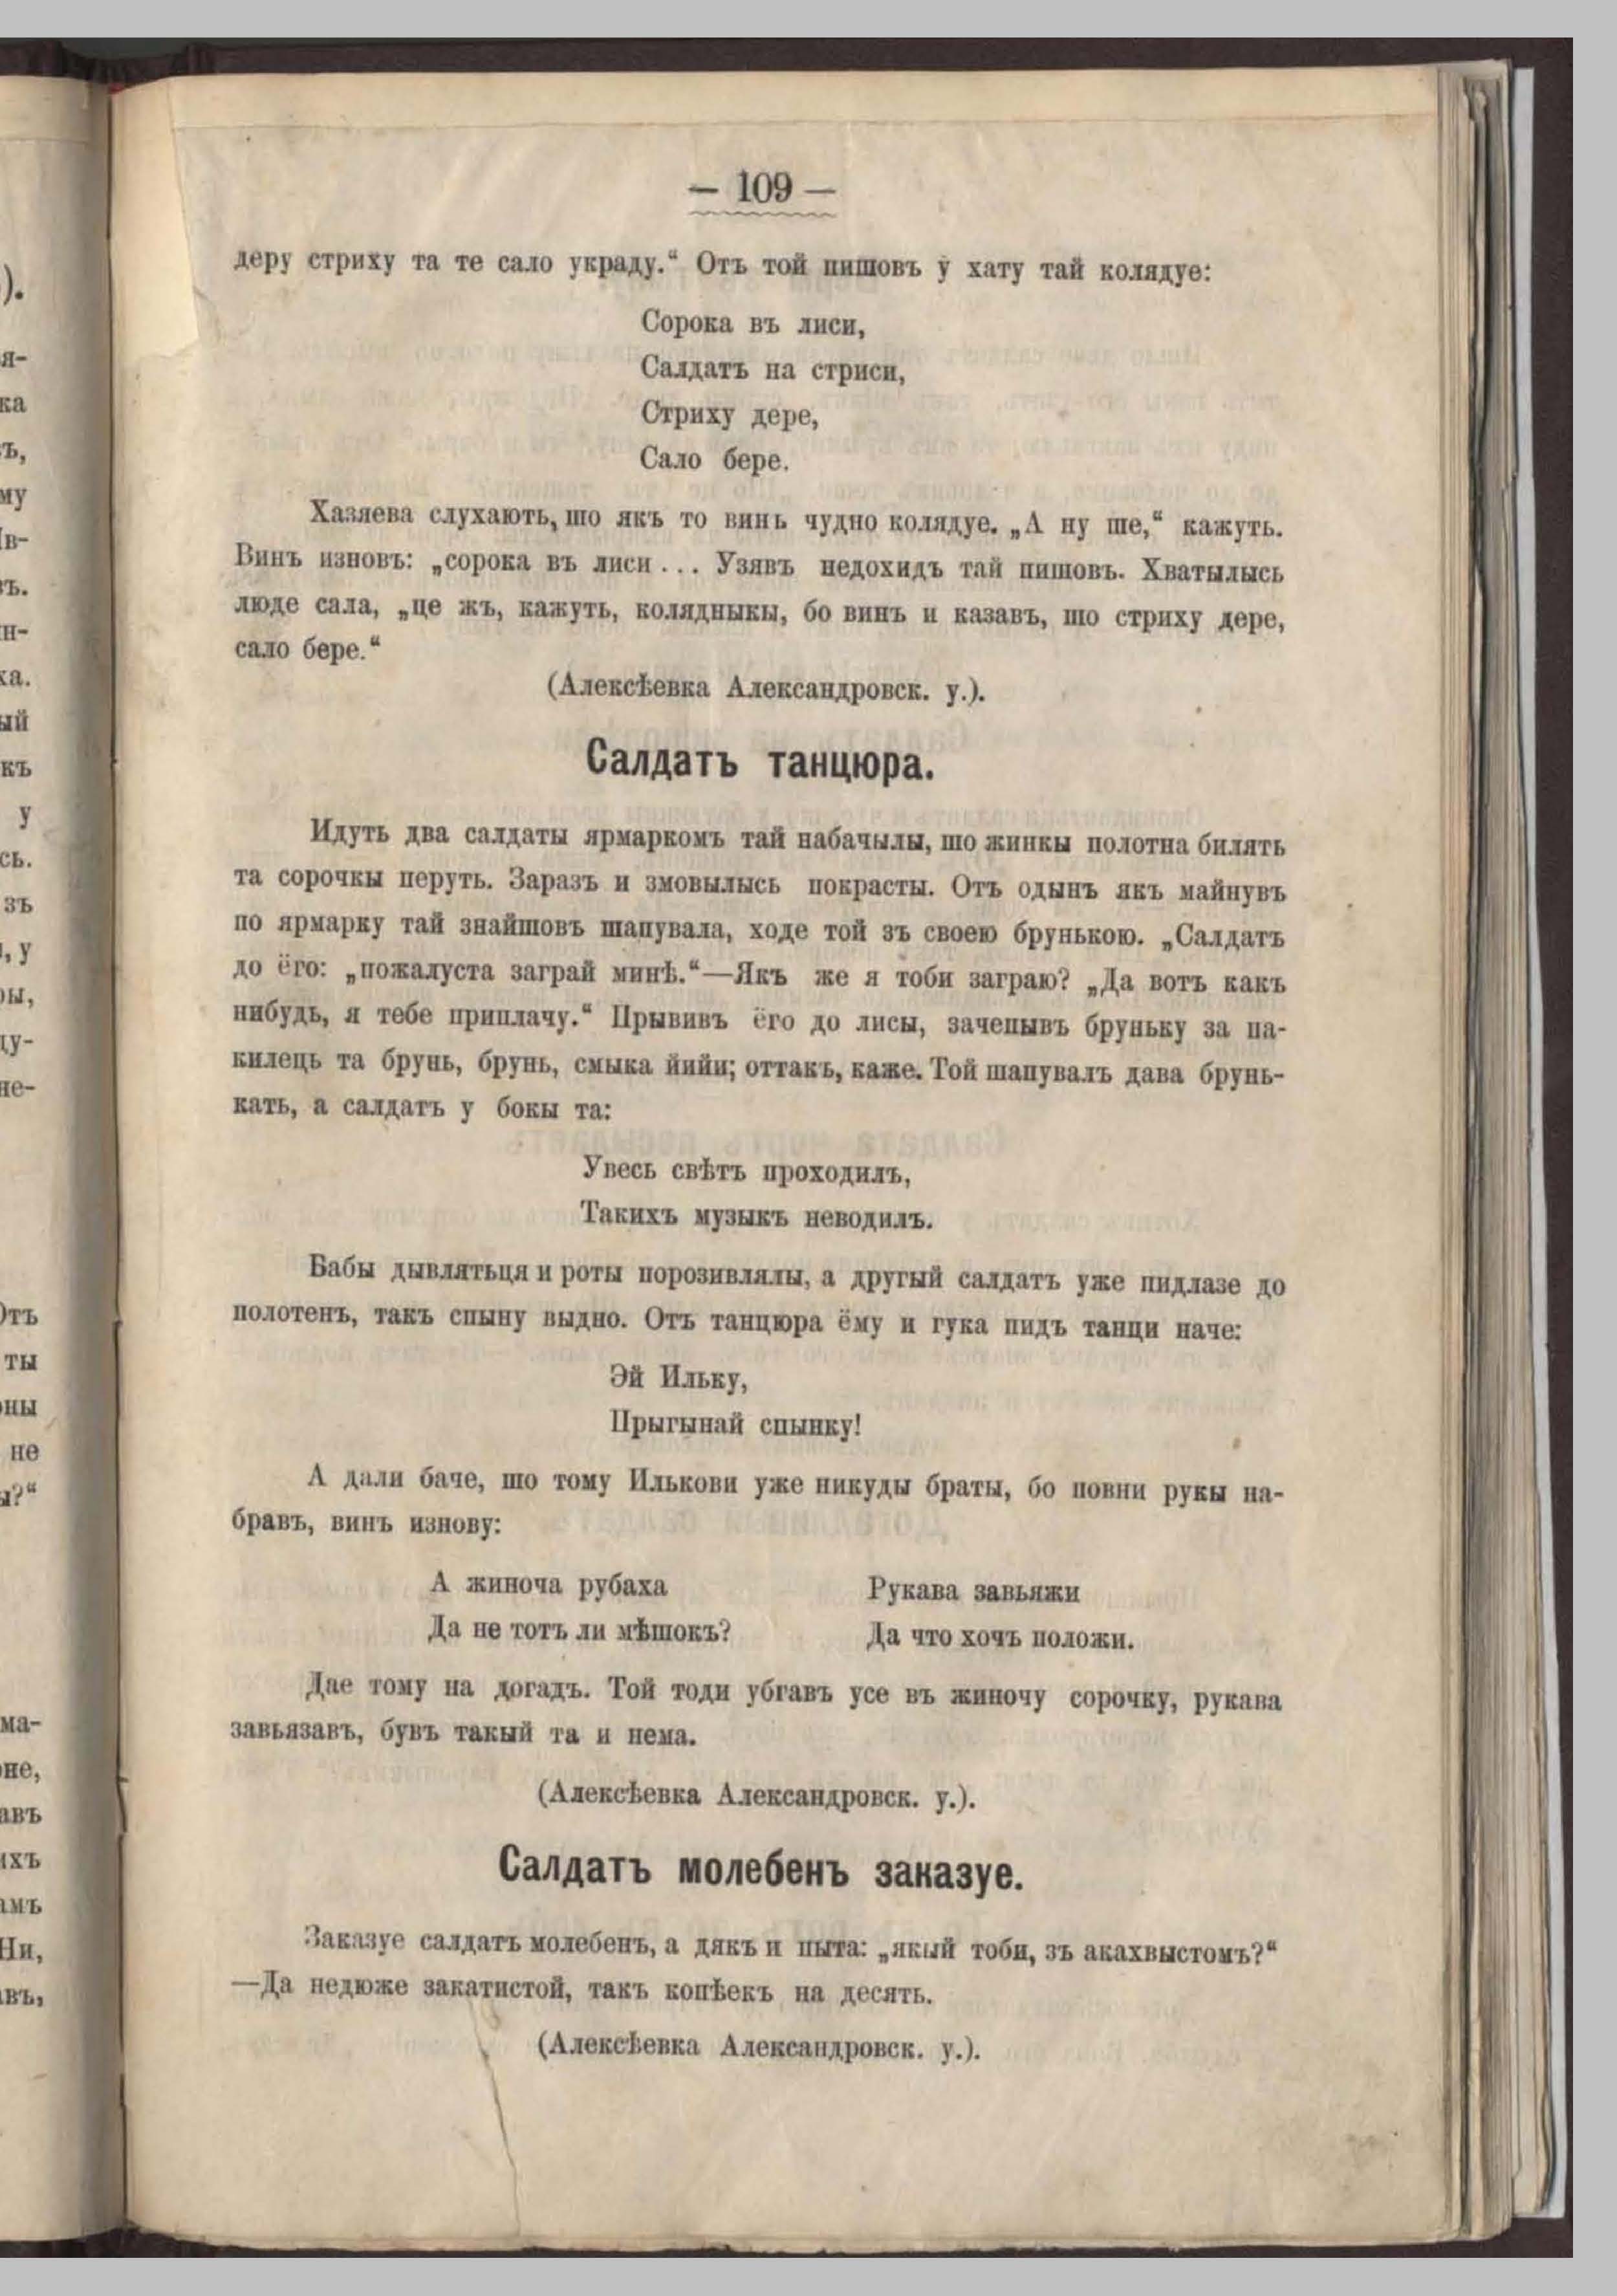 — 109 —
деру стриху та те сало украду.“ Отъ той пишовъ у хату тай колядуе:
Сорока въ лиси,
Салдатъ на стриси,
Стриху дере,
Сало бере.
Хазяева слухають, шо якъ то винь чудно колядуе. „А ну ше,“ кажуть.
Винъ изновъ: „сорока въ лиси ... Узявъ недохидъ тай пишовъ. Хватылысь
люде сала, „це жъ, кажуть, колядныкы, бо винъ и казавъ, шо стриху дере,
сало бере.“
(Алексѣевка Александровск. у.).
Салдатъ танцюра.
Идуть два салдаты ярмаркомъ тай набачылы, шо жинкы полотна билять
та сорочкы перуть. Заразъ и змовылысь покрасты. Отъ одынъ якъ майнувъ
по ярмарку тай знайшовъ шапувала, ходе той зъ своею брунькою. „Салдатъ
до ёго: „пожалуста заграй минѣ.“—Якъ же я тоби заграю? „Да вотъ какъ
нибудь, я тебе приплачу.“ Прывивъ ёго до лисы, зачепывъ бруньку за па-
килець та брунь, брунь, смыка йийи; оттакъ, каже. Той шапувалъ дава брунь-
кать, а салдатъ у бокы та:
Увесь свѣтъ проходилъ,
Такихъ музыкъ неводилъ.
Бабы дывлятьця и роты порозивлялы, а другый салдатъ уже пидлазе до
полотенъ, такъ спыну выдно. Отъ танцюра ёму и гука пидъ танци наче:
Эй Ильку,
Прыгынай спынку!
А дали баче, шо тому Илькови уже никуды браты, бо повни рукы на-
бравъ, винъ изнову:
А жиноча рубаха
Да не тотъ ли мѣшокъ?
Рукава завьяжи
Да что хочъ положи.
Дае тому на догадъ. Той тоди убгавъ усе въ жиночу сорочку, рукава
завьязавъ, бувъ такый та и нема.
(Алексѣевка Александровск. у.).
Салдатъ молебенъ заказуе.
Заказуе салдатъ молебенъ, а дякъ и пыта: „якый тоби, зъ акахвыстомъ?“
—Да недюже закатистой, такъ копѣекъ на десять.
(Алексѣевка Александровск. у.).